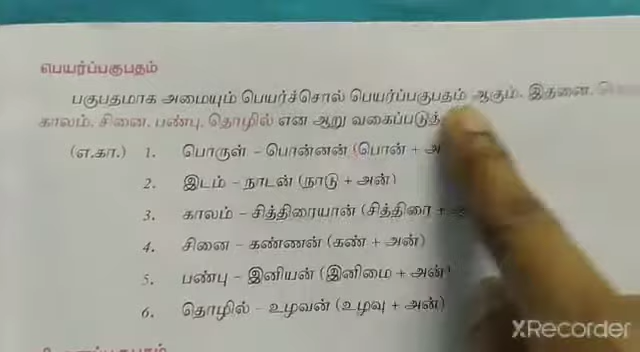 பெயர்ப்பகுபதம்
பகுபதமாக அமையும் பெயர்ச்சொல் பெயர்ப்பகுபதம் ஆகும். இதனை,
காலம், சினை, பண்பு, தொழில் என ஆறு வகைப்படுத்
(எ.கா.) 1. பொருள் – பொன்னன் (பொன் + அ
2. இடம் – நாடன் (நாடு + அன்)
3. காலம் – சித்திரையான் (சித்திரை +
4. சினை – கண்ணன் (கண் + அன்)
5. பண்பு – இனியன் (இனிமை + அன்)
6. தொழில் – உழவன் (உழவு + அன்)
XRecorder